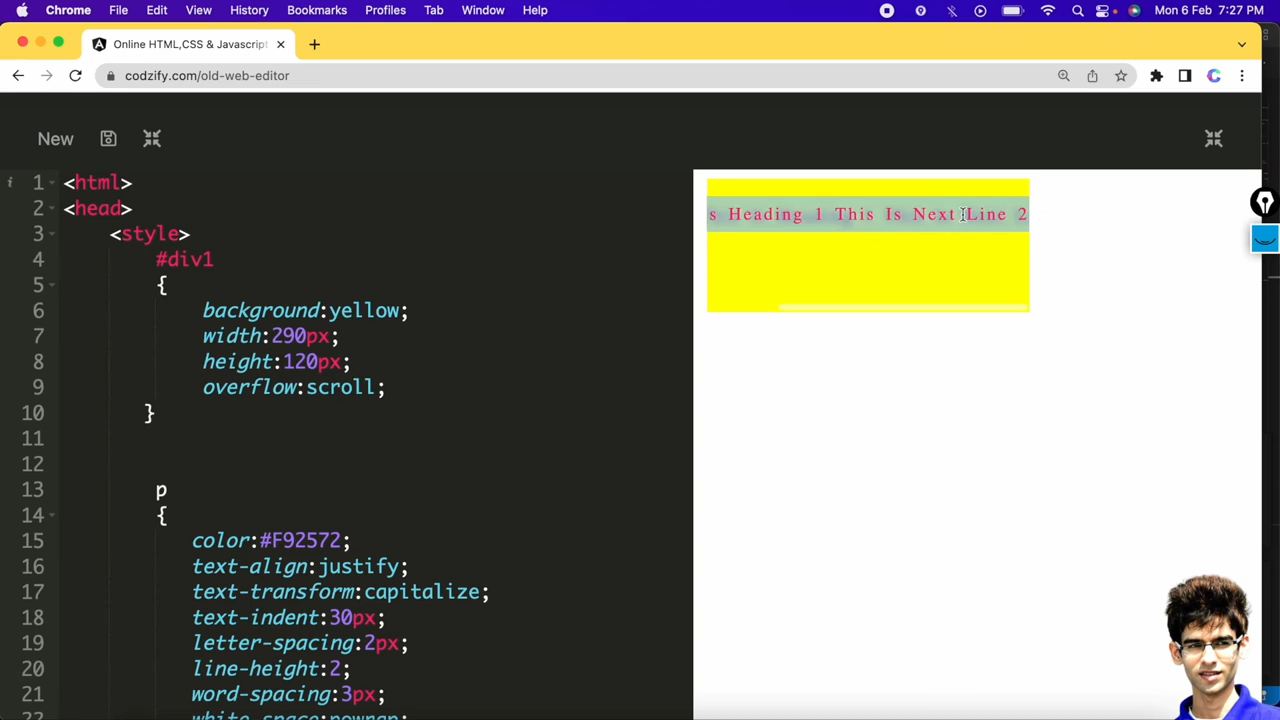 Chrome File Edit View History Bookmarks Profiles Tab Window Help Mon 6 Feb 7:27 PM
Online HTML,CSS & Javascript
codzify.com/old-web-editor
New
1 <html>
2 <head>
3 <style>
4 #div1
5 {
6 background:yellow;
7 width:290px;
8 height:120px;
9 overflow:scroll;
10 }
11
12
13 p
14 {
15 color:#F92572;
16 text-align:justify;
17 text-transform:capitalize;
18 text-indent:30px;
19 letter-spacing:2px;
20 line-height:2;
21 word-spacing:3px;
22 white-space:nowrap;
s Heading 1 This Is Next Line 2